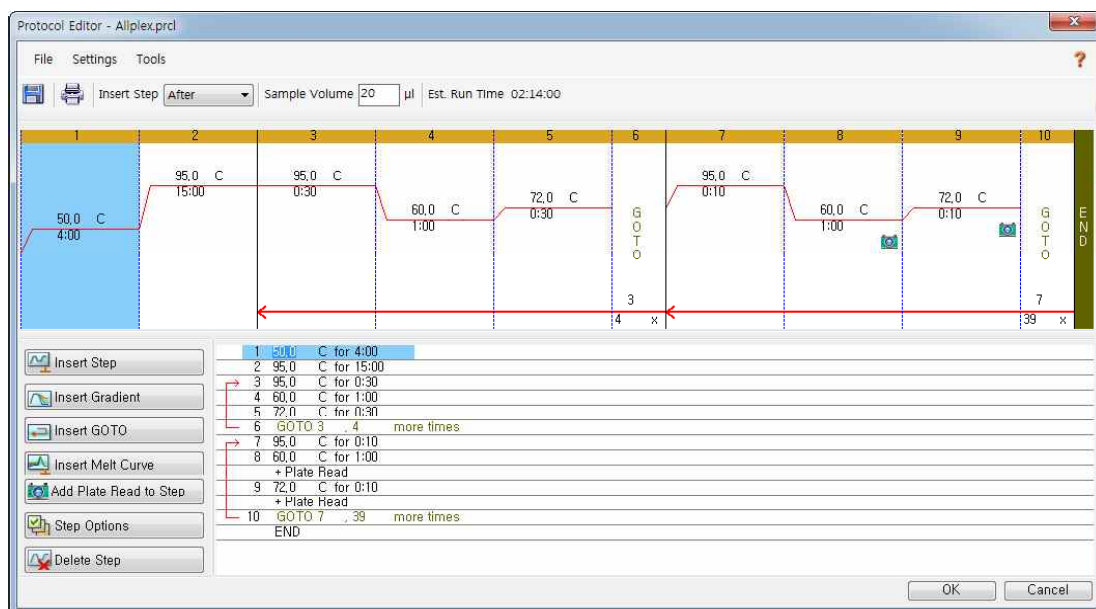 Protocol Editor - Allplex.prcl
File Settings Tools
?
Insert Step After Sample Volume 20 µl Est. Run Time 02:14:00
1 2 3 4 5 6 7 8 9 10
50,0 C
4:00
95,0 C
15:00
95,0 C
0:30
60,0 C
1:00
72,0 C
0:30
GOTO
3
4 x
95,0 C
0:10
60,0 C
1:00
72,0 C
0:10
GOTO
7
39 x
END
Insert Step
Insert Gradient
Insert GOTO
Insert Melt Curve
Add Plate Read to Step
Step Options
Delete Step
1 50,0 C for 4:00
2 95,0 C for 15:00
3 95,0 C for 0:30
4 60,0 C for 1:00
5 72,0 C for 0:30
6 GOTO 3 , 4 more times
7 95,0 C for 0:10
8 60,0 C for 1:00
+ Plate Read
9 72,0 C for 0:10
+ Plate Read
10 GOTO 7 , 39 more times
END
OK Cancel